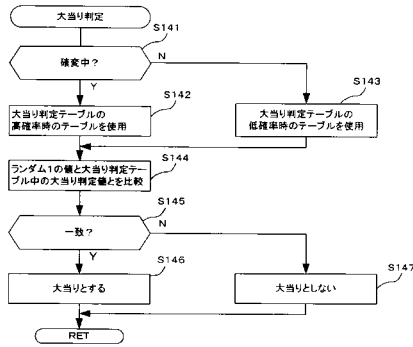 大当り判定
S141
確変中？
N
Y
S142
S143
大当り判定テーブルの
高確率時のテーブルを使用
大当り判定テーブルの
低確率時のテーブルを使用
S144
ランダム1の値と大当り判定テー
ブル中の大当り判定値とを比較
S145
一致？
N
Y
S146
S147
大当りとする
大当りとしない
RET